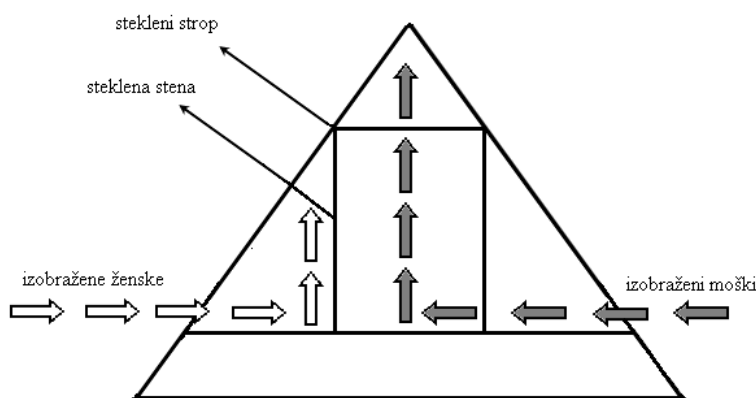 stekleni strop
steklena stena
izobražene ženske
izobraženi moški